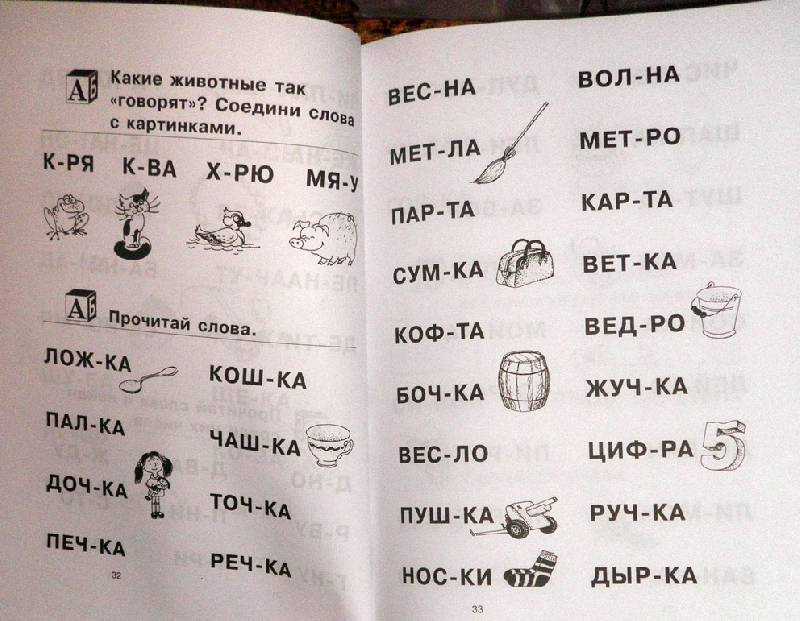 Какие животные так
«говорят»? Соедини слова
с картинками.
К-РЯ К-ВА Х-РЮ МЯ-У
Прочитай слова.
ЛОЖ-КА КОШ-КА
ПАЛ-КА ЧАШ-КА
ДОЧ-КА ТОЧ-КА
ПЕЧ-КА РЕЧ-КА
32
ВЕС-НА ВОЛ-НА
МЕТ-ЛА МЕТ-РО
ПАР-ТА КАР-ТА
СУМ-КА ВЕТ-КА
КОФ-ТА ВЕД-РО
БОЧ-КА ЖУЧ-КА
ВЕС-ЛО ЦИФ-РА 5
ПУШ-КА РУЧ-КА
НОС-КИ ДЫР-КА
33